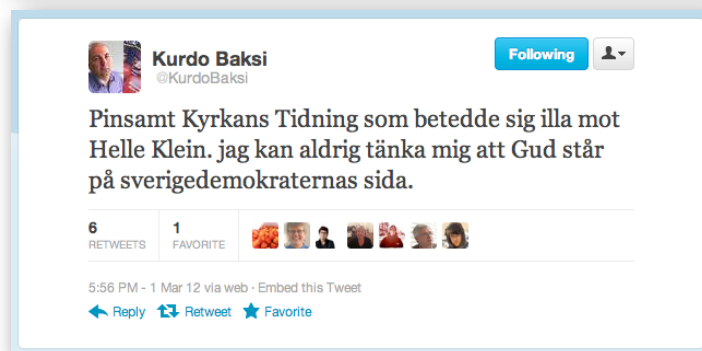 Kurdo Baksi
@KurdoBaksi
Following
Pinsamt Kyrkans Tidning som betedde sig illa mot
Helle Klein. jag kan aldrig tänka mig att Gud står
på sverigedemokraternas sida.
6
RETWEETS
1
FAVORITE
5:56 PM - 1 Mar 12 via web · Embed this Tweet
Reply Retweet Favorite